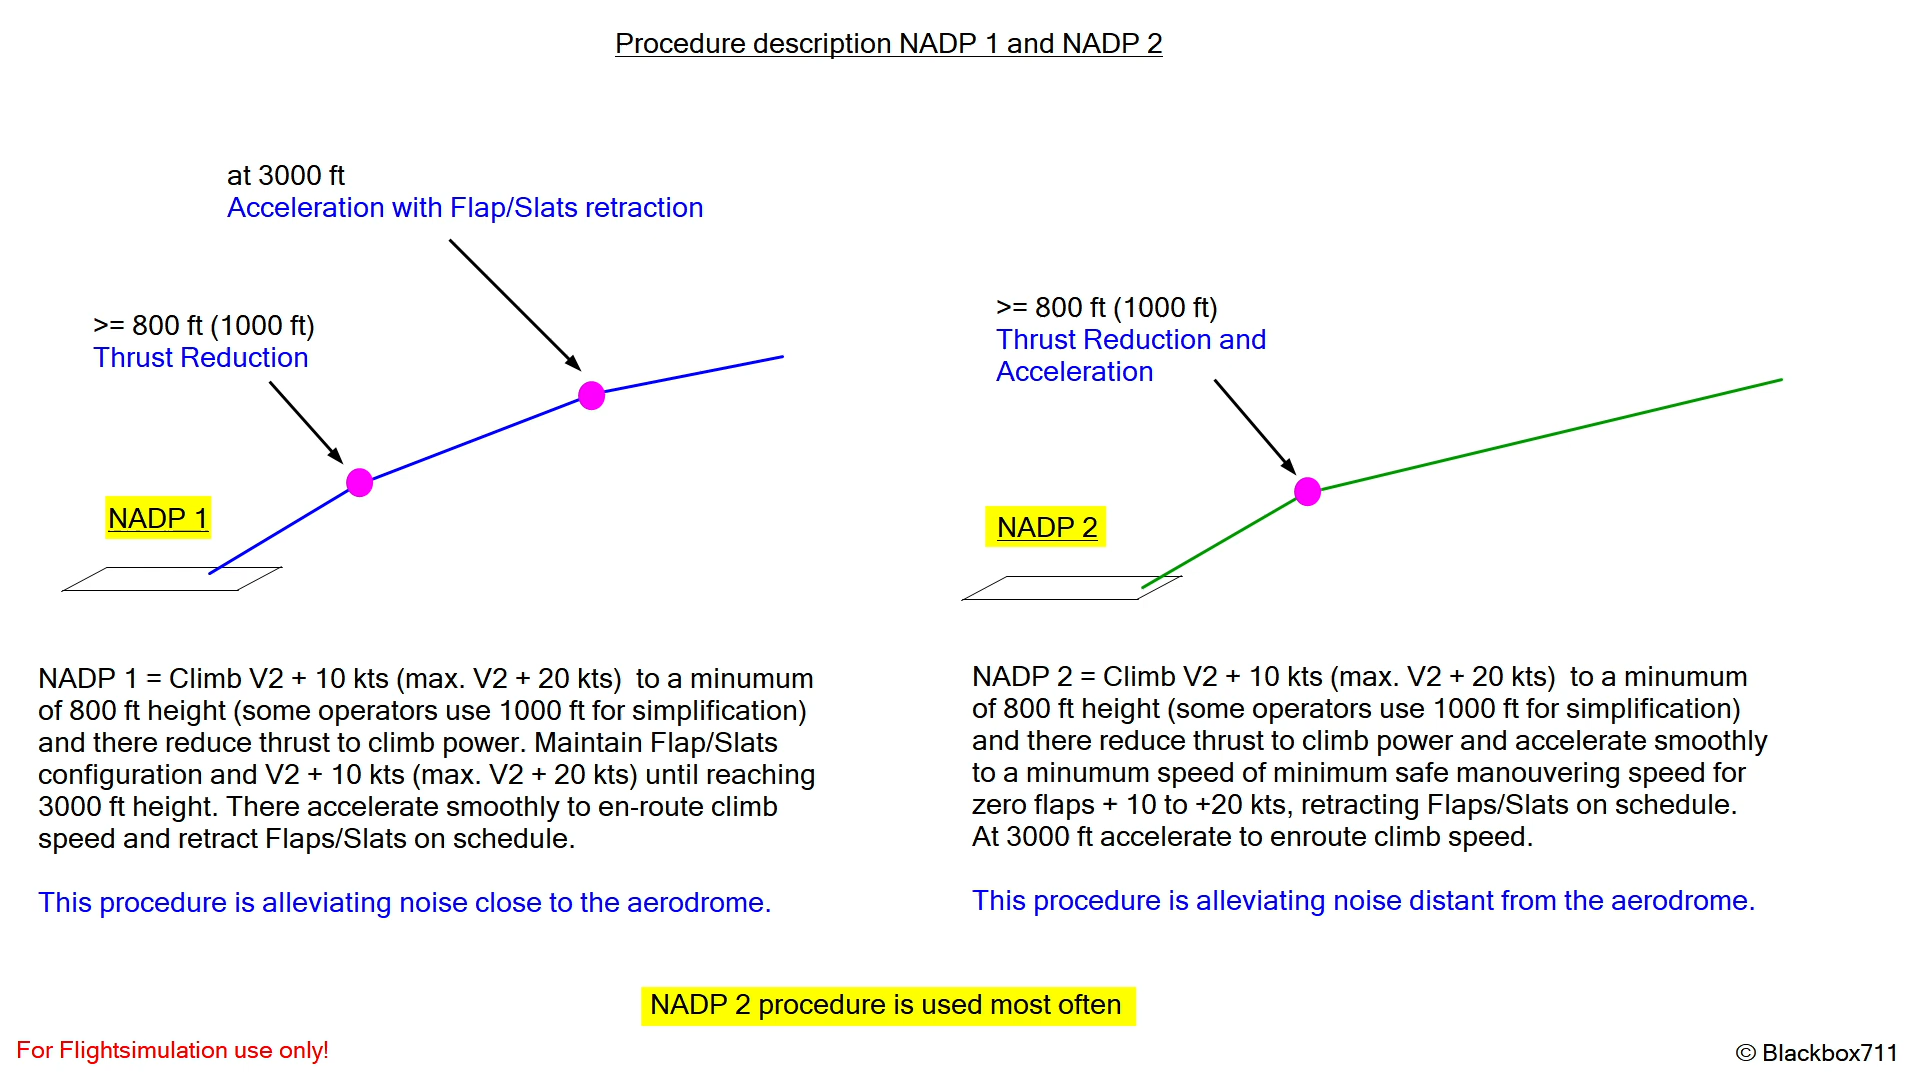 Procedure description NADP 1 and NADP 2
at 3000 ft
Acceleration with Flap/Slats retraction
>= 800 ft (1000 ft)
Thrust Reduction
NADP 1
NADP 1 = Climb V2 + 10 kts (max. V2 + 20 kts)  to a minumum
of 800 ft height (some operators use 1000 ft for simplification)
and there reduce thrust to climb power. Maintain Flap/Slats
configuration and V2 + 10 kts (max. V2 + 20 kts) until reaching
3000 ft height. There accelerate smoothly to en-route climb
speed and retract Flaps/Slats on schedule.
This procedure is alleviating noise close to the aerodrome.
>= 800 ft (1000 ft)
Thrust Reduction and
Acceleration
NADP 2
NADP 2 = Climb V2 + 10 kts (max. V2 + 20 kts)  to a minumum
of 800 ft height (some operators use 1000 ft for simplification)
and there reduce thrust to climb power and accelerate smoothly
to a minumum speed of minimum safe manouvering speed for
zero flaps + 10 to +20 kts, retracting Flaps/Slats on schedule.
At 3000 ft accelerate to enroute climb speed.
This procedure is alleviating noise distant from the aerodrome.
NADP 2 procedure is used most often
For Flightsimulation use only!
© Blackbox711